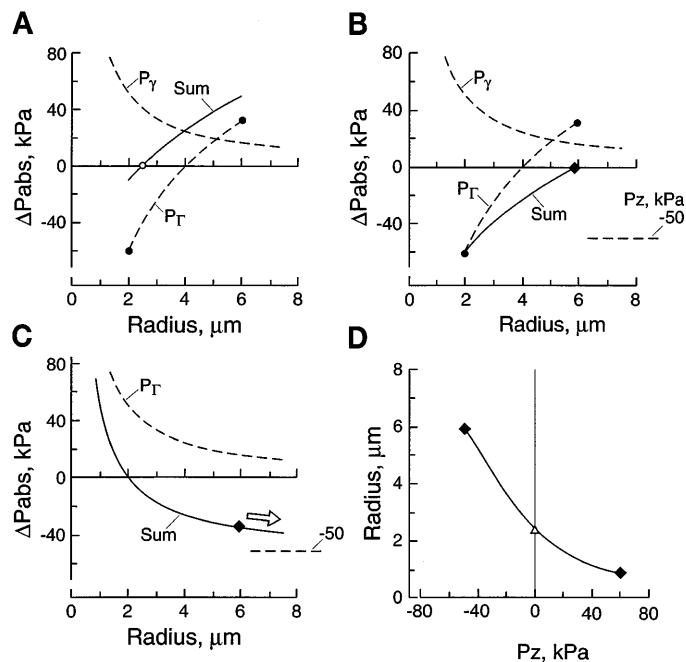 A
80
40
0
-40
ΔPabs, kPa
Pγ
Sum
PΓ
0 2 4 6 8
Radius, μm
B
80
40
0
-40
ΔPabs, kPa
Pγ
PΓ
Sum
Pz, kPa
-50
0 2 4 6 8
Radius, μm
C
80
40
0
-40
ΔPabs, kPa
PΓ
Sum
-50
0 2 4 6 8
Radius, μm
D
8
6
4
2
0
Radius, μm
-80 -40 0 40 80
Pz, kPa